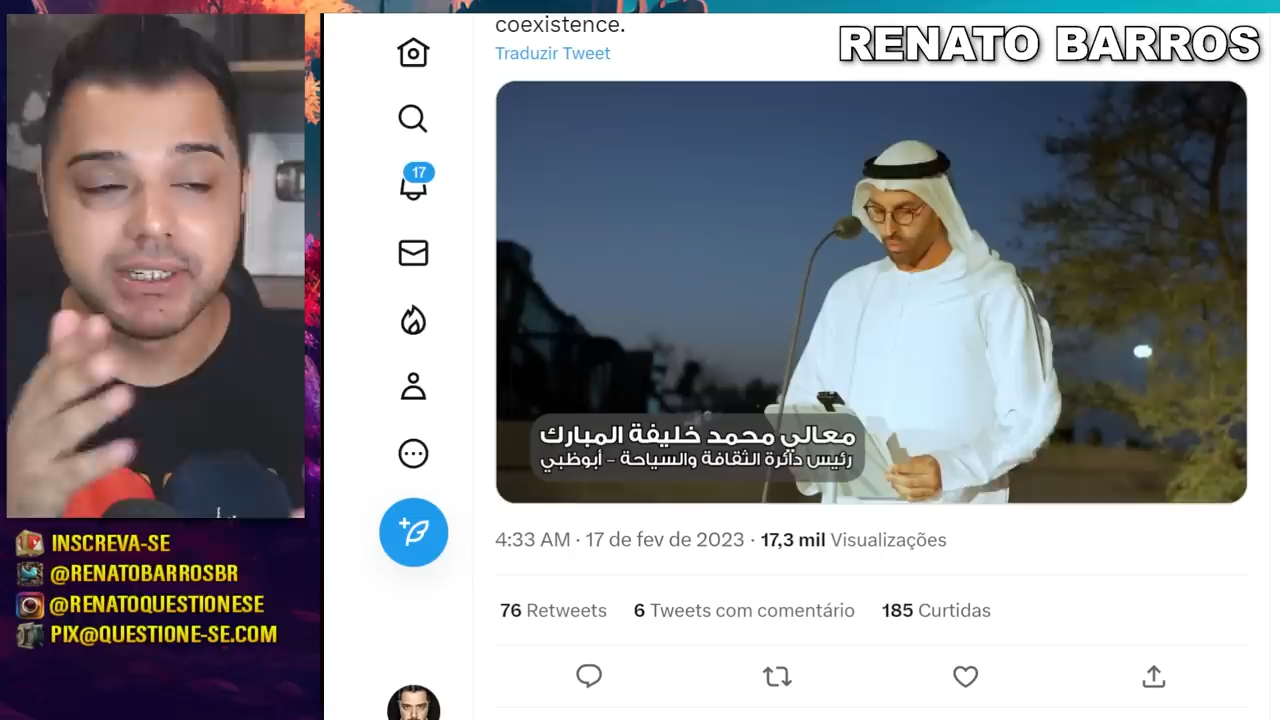 coexistence.
Traduzir Tweet
RENATO BARROS
17
معالي محمد خليفة المبارك
رئيس دائرة الثقافة والسياحة - أبوظبي
4:33 AM · 17 de fev de 2023 · 17,3 mil Visualizações
76 Retweets 6 Tweets com comentário 185 Curtidas
INSCREVA-SE
@RENATOBARROSBR
@RENATOQUESTIONESE
PIX@QUESTIONE-SE.COM